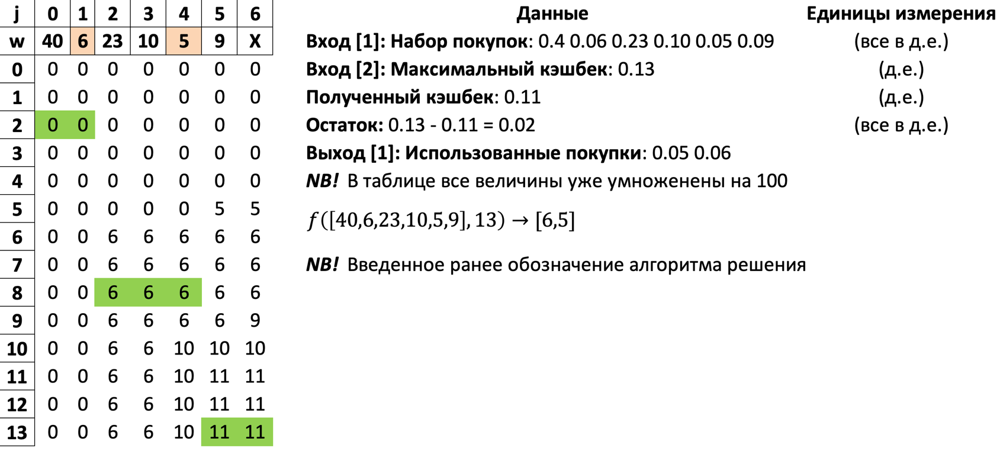 j 0 1 2 3 4 5 6
w 40 6 23 10 5 9 X
0 0 0 0 0 0 0 0
1 0 0 0 0 0 0 0
2 0 0 0 0 0 0 0
3 0 0 0 0 0 0 0
4 0 0 0 0 0 0 0
5 0 0 0 0 0 5 5
6 0 0 6 6 6 6 6
7 0 0 6 6 6 6 6
8 0 0 6 6 6 6 6
9 0 0 6 6 6 6 9
10 0 0 6 6 10 10 10
11 0 0 6 6 10 11 11
12 0 0 6 6 10 11 11
13 0 0 6 6 10 11 11
Данные Единицы измерения
Вход [1]: Набор покупок: 0.4 0.06 0.23 0.10 0.05 0.09 (все в д.е.)
Вход [2]: Максимальный кэшбек: 0.13 (д.е.)
Полученный кэшбек: 0.11 (д.е.)
Остаток: 0.13 - 0.11 = 0.02 (все в д.е.)
Выход [1]: Использованные покупки: 0.05 0.06
NB! В таблице все величины уже умноженены на 100
f([40,6,23,10,5,9],13) → [6,5]
NB! Введенное ранее обозначение алгоритма решения